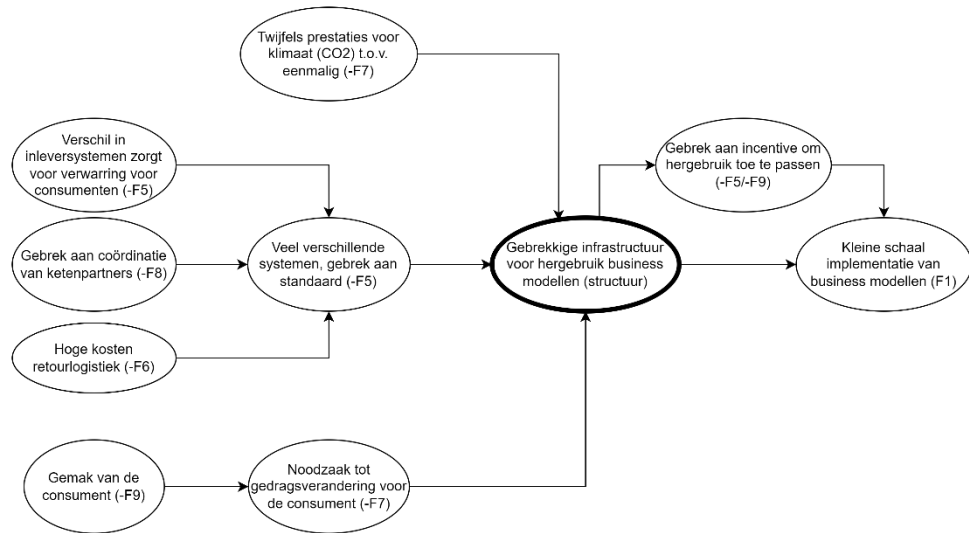 Twijfels prestaties voor
klimaat (CO2) t.o.v.
eenmalig (-F7)
Verschil in
inleversystemen zorgt
voor verwarring voor
consumenten (-F5)
Gebrek aan incentive om
hergebruik toe te passen
(-F5/-F9)
Gebrek aan coördinatie
van ketenpartners (-F8)
Veel verschillende
systemen, gebrek aan
standaard (-F5)
Gebrekkige infrastructuur
voor hergebruik business
modellen (structuur)
Kleine schaal
implementatie van
business modellen (F1)
Hoge kosten
retourlogistiek (-F6)
Gemak van de
consument (-F9)
Noodzaak tot
gedragsverandering voor
de consument (-F7)